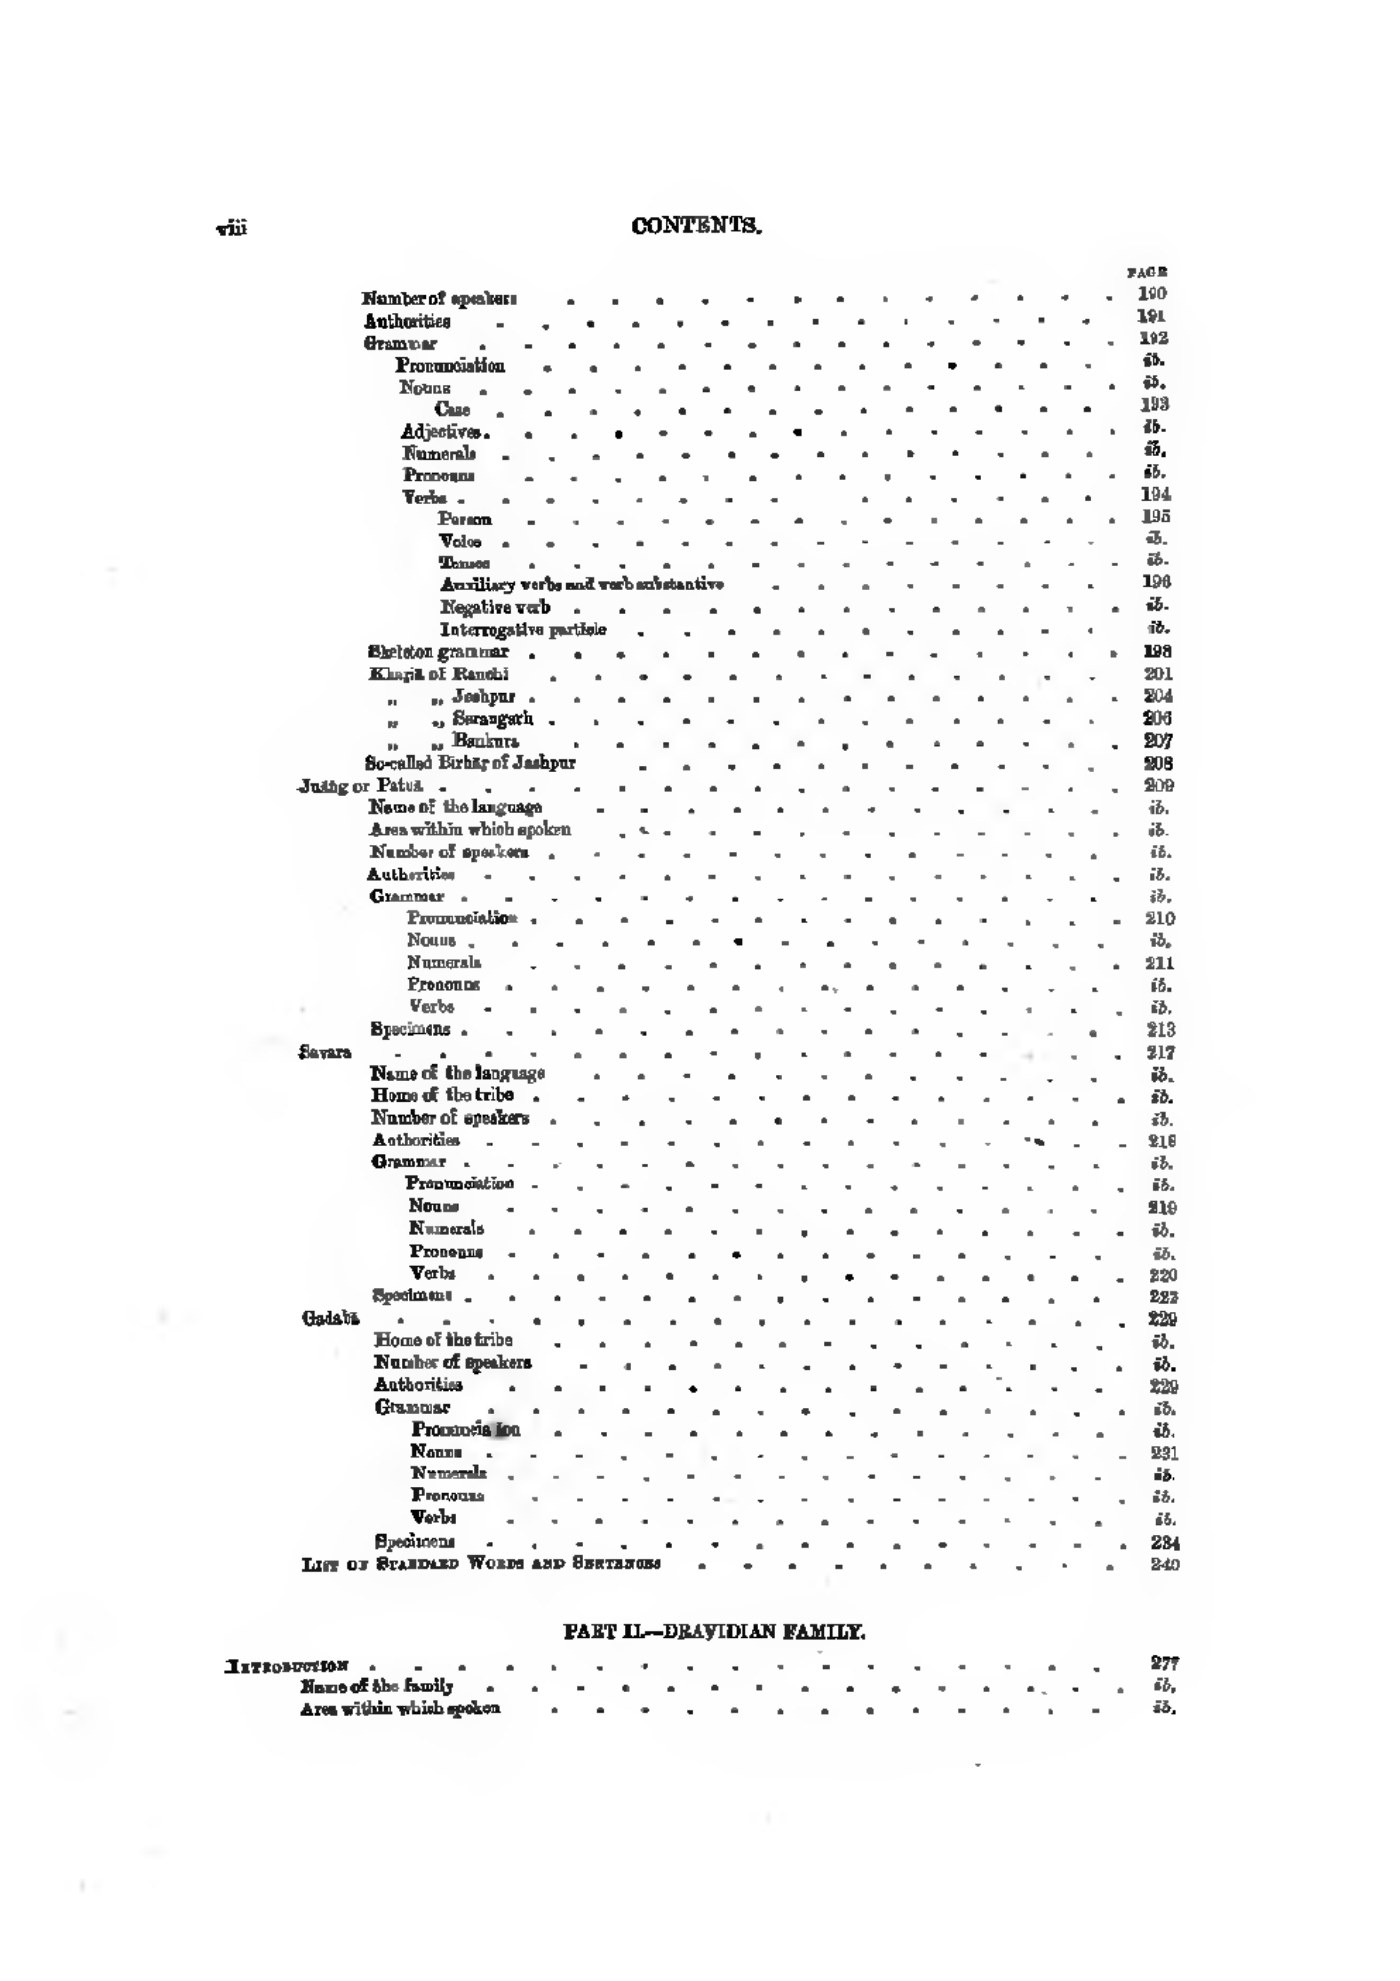 viii CONTENTS.
PAGE
Number of speakers 190
Authorities 191
Grammar 192
Pronunciation ib.
Nouns ib.
Case 193
Adjectives. ib.
Numerals ib.
Pronouns ib.
Verbs 194
Person 195
Voice ib.
Tenses ib.
Auxiliary verbs and verb substantive 196
Negative verb ib.
Interrogative particle ib.
Skeleton grammar 198
Khaṛiā of Ranchi 201
„ „ Jashpur 204
„ „ Sarangarh 206
„ „ Bankura 207
So-called Birhāṛ of Jashpur 208
Juāng or Patuā 209
Name of the language ib.
Area within which spoken ib.
Number of speakers ib.
Authorities ib.
Grammar ib.
Pronunciation 210
Nouns ib.
Numerals 211
Pronouns ib.
Verbs ib.
Specimens 213
Savara 217
Name of the language ib.
Home of the tribe ib.
Number of speakers ib.
Authorities 218
Grammar ib.
Pronunciation ib.
Nouns 219
Numerals ib.
Pronouns ib.
Verbs 220
Specimens
Gadabā 229
Home of the tribe ib.
Number of speakers ib.
Authorities 229
Grammar ib.
Pronuncia ion ib.
Nouns 231
Numerals ib.
Pronouns ib.
Verbs ib.
Specimens 234
LIST OF STANDARD WORDS AND SENTENCES 240
PART II.—DRAVIDIAN FAMILY.
INTRODUCTION 277
Name of the family ib.
Area within which spoken ib.